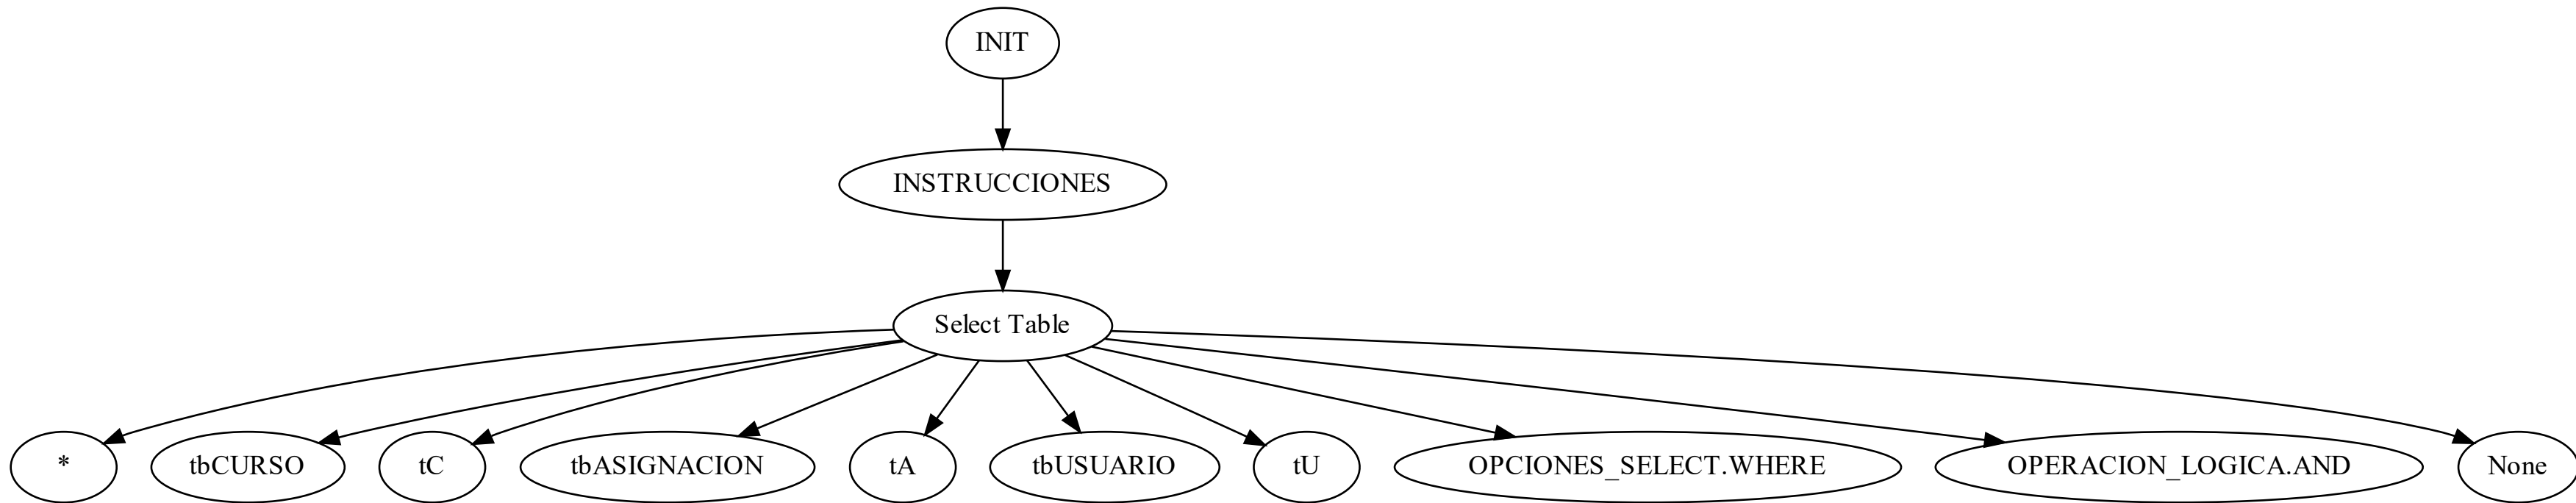 INIT
INSTRUCCIONES
Select Table
*
tbCURSO
tC
tbASIGNACION
tA
tbUSUARIO
tU
OPCIONES_SELECT.WHERE
OPERACION_LOGICA.AND
None